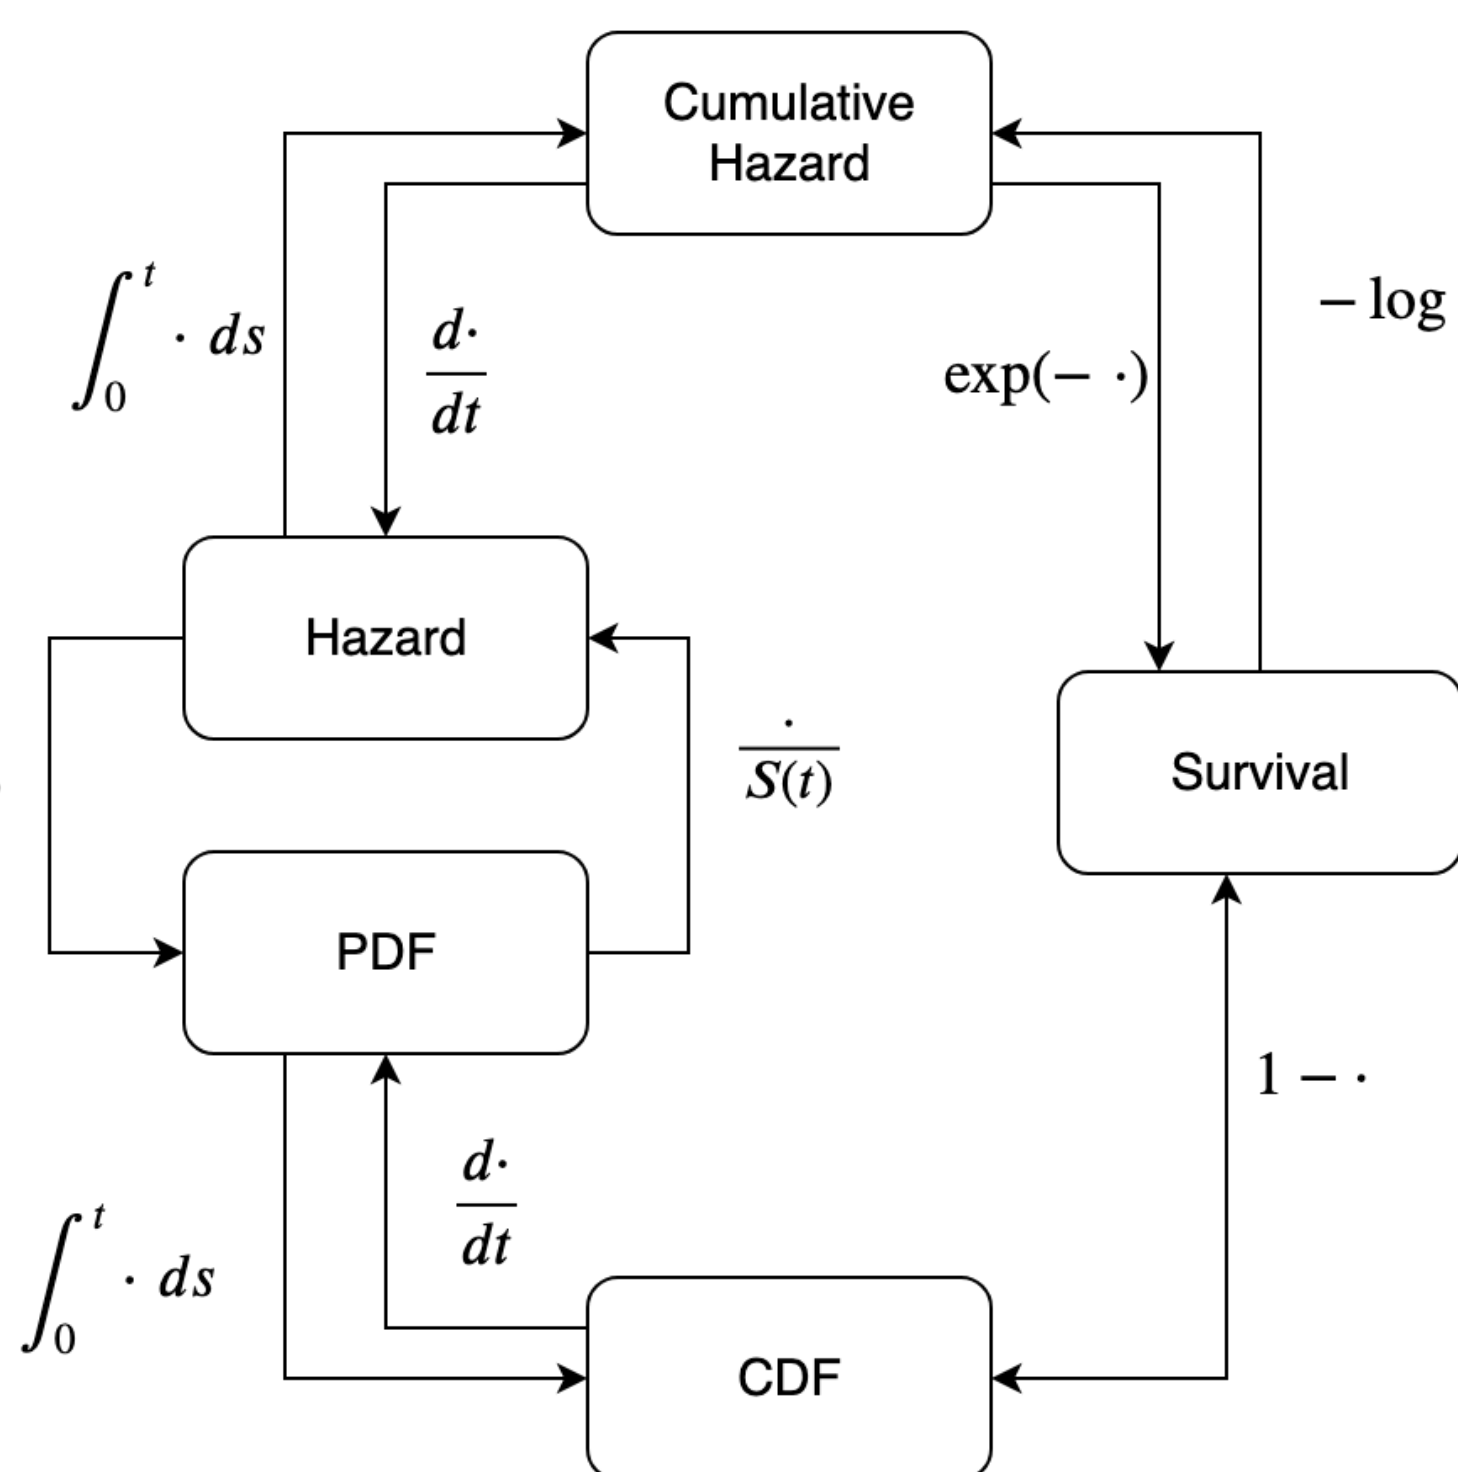 Cumulative
Hazard
∫₀ᵗ · ds
d·
dt
exp(− ·)
− log
Hazard
·
S(t)
Survival
PDF
1 − ·
d·
dt
∫₀ᵗ · ds
CDF